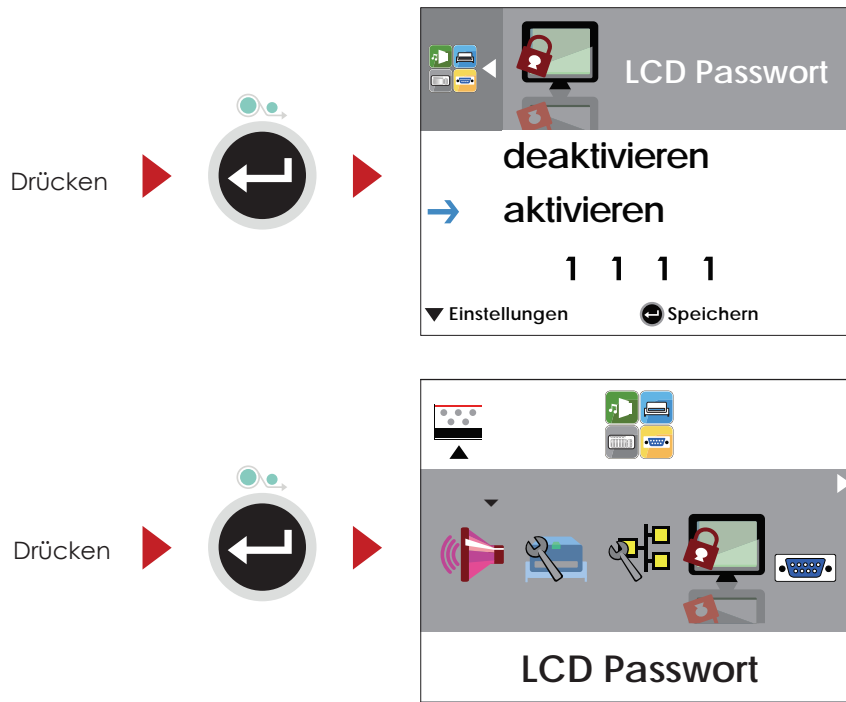 LCD Passwort
deaktivieren
Drücken
→ aktivieren
1 1 1 1
Einstellungen Speichern
Drücken
LCD Passwort